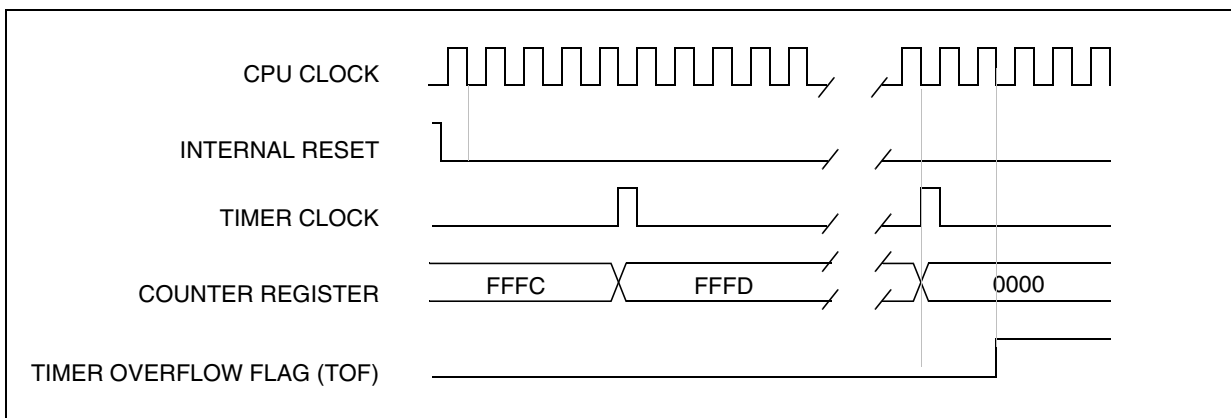 CPU CLOCK
INTERNAL RESET
TIMER CLOCK
COUNTER REGISTER
FFFC
FFFD
0000
TIMER OVERFLOW FLAG (TOF)